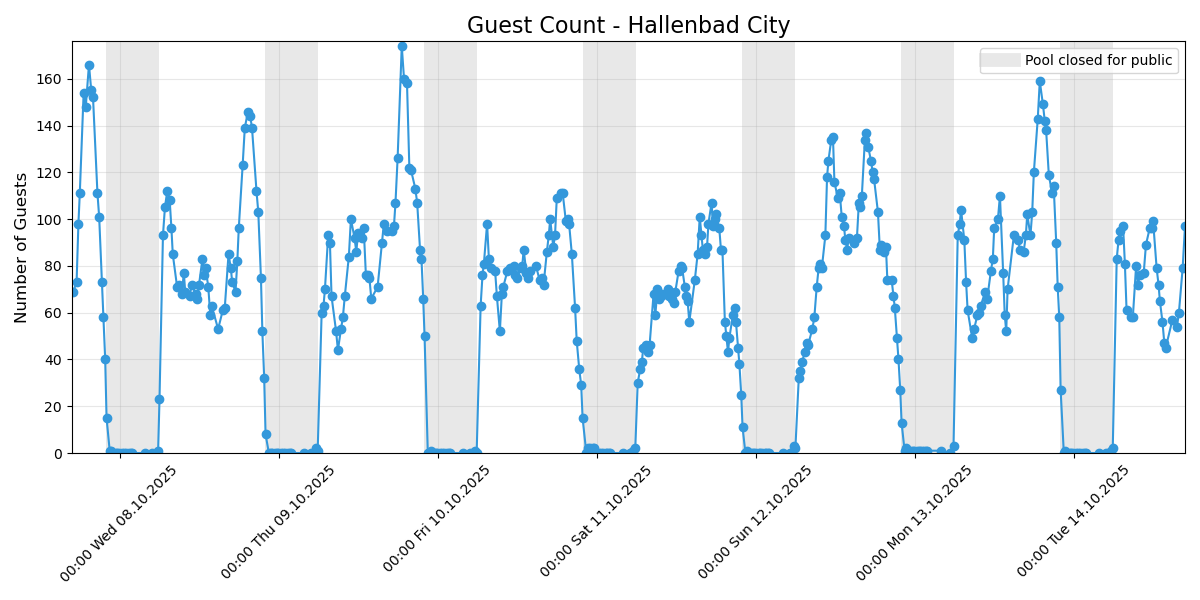 Guest Count - Hallenbad City
Pool closed for public
Number of Guests
160
140
120
100
80
60
40
20
0
00:00 Wed 08.10.2025
00:00 Thu 09.10.2025
00:00 Fri 10.10.2025
00:00 Sat 11.10.2025
00:00 Sun 12.10.2025
00:00 Mon 13.10.2025
00:00 Tue 14.10.2025